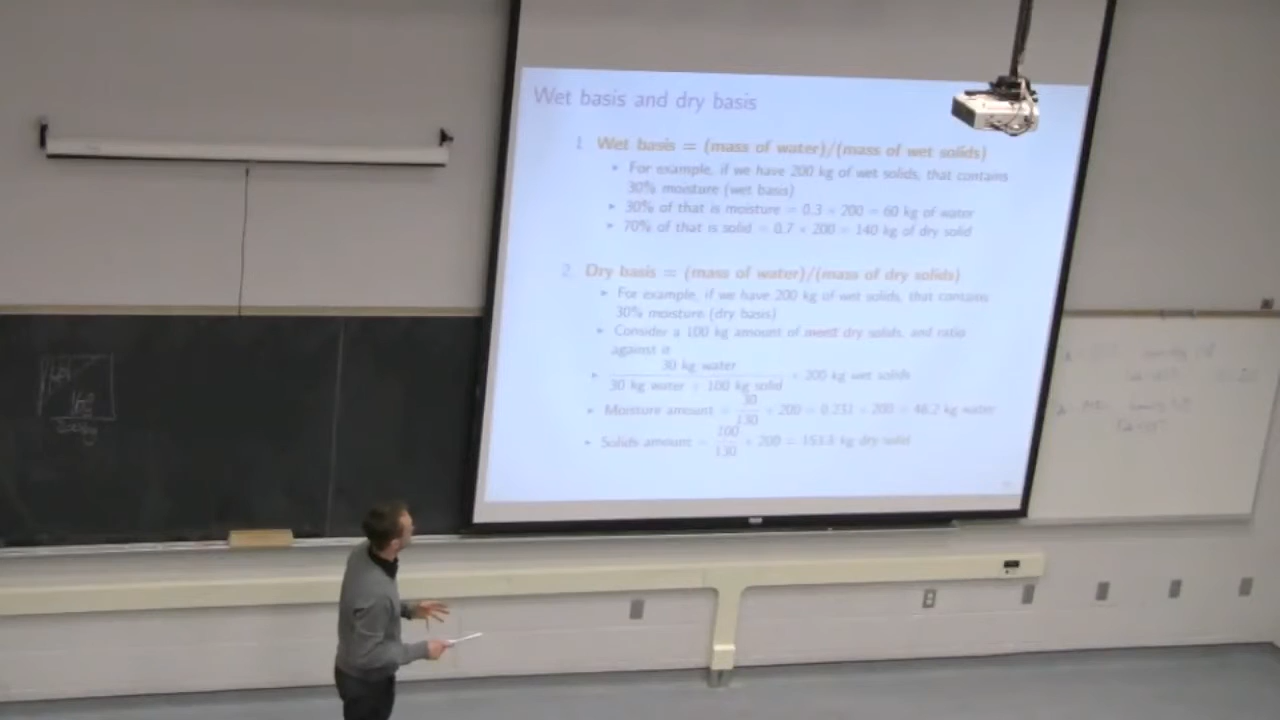 Wet basis and dry basis
1. Wet basis = (mass of water)/(mass of wet solids)
For example, if we have 200 kg of wet solids, that contains
30% moisture (wet basis)
30% of that is moisture = 0.3 × 200 = 60 kg of water
70% of that is solid = 0.7 × 200 = 140 kg of dry solid
2. Dry basis = (mass of water)/(mass of dry solids)
For example, if we have 200 kg of wet solids, that contains
30% moisture (dry basis)
Consider a 100 kg amount of moist dry solids, and ratio
against it
30 kg water
30 kg water + 100 kg solid × 200 kg wet solids
Moisture amount = 30/130 × 200 = 0.231 × 200 = 46.2 kg water
Solids amount = 100/130 × 200 = 153.8 kg dry solid